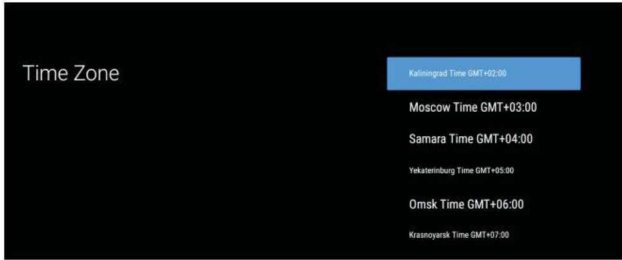 Time Zone
Kaliningrad Time GMT+02:00
Moscow Time GMT+03:00
Samara Time GMT+04:00
Yekaterinburg Time GMT+05:00
Omsk Time GMT+06:00
Krasnoyarsk Time GMT+07:00